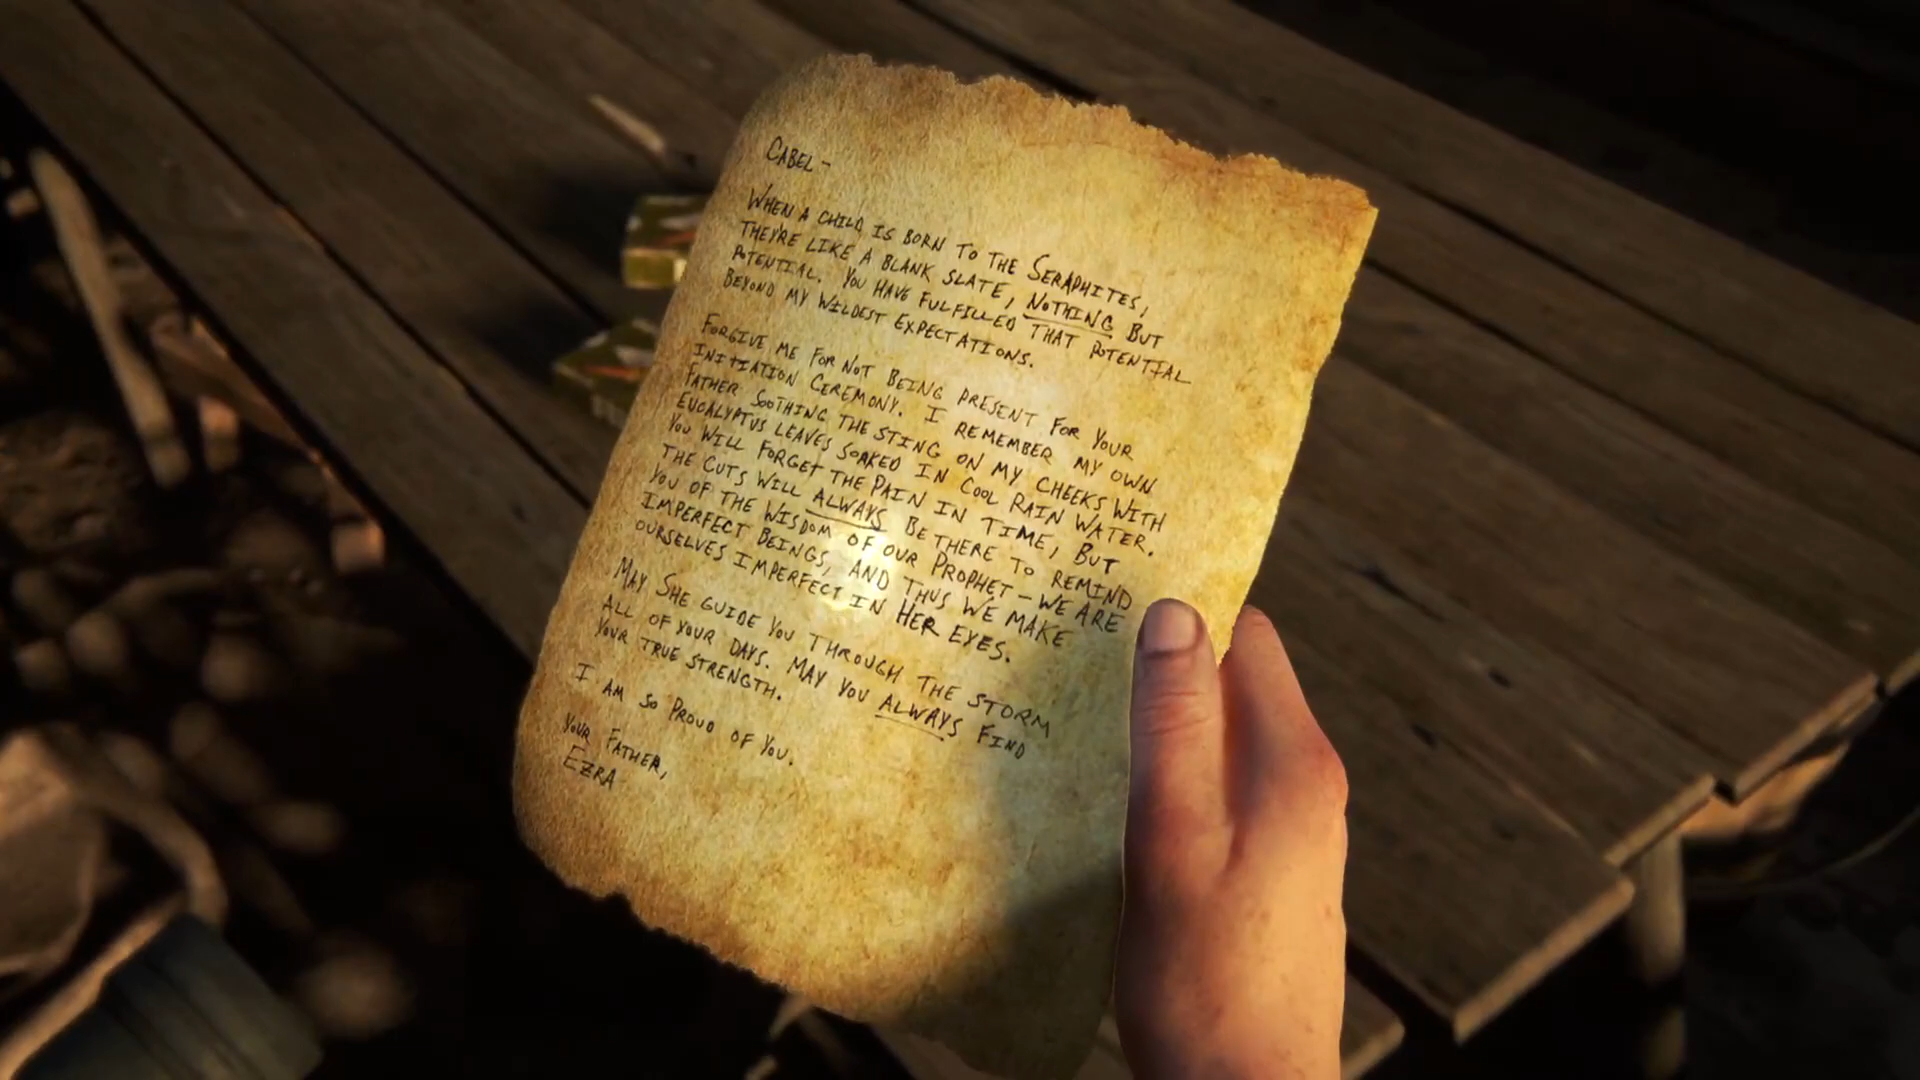 CABEL -
WHEN A CHILD IS BORN TO THE SERAPHITES,
THEY'RE LIKE A BLANK SLATE, NOTHING BUT
POTENTIAL. YOU HAVE FULFILLED THAT POTENTIAL
BEYOND MY WILDEST EXPECTATIONS.
FORGIVE ME FOR NOT BEING PRESENT FOR YOUR
INITIATION CEREMONY. I REMEMBER MY OWN
FATHER SOOTHING THE STING ON MY CHEEKS WITH
EUCALYPTUS LEAVES SOAKED IN COOL RAIN WATER.
YOU WILL FORGET THE PAIN IN TIME, BUT
THE CUTS WILL ALWAYS BE THERE TO REMIND
YOU OF THE WISDOM OF OUR PROPHET - WE ARE
IMPERFECT BEINGS, AND THUS WE MAKE
OURSELVES IMPERFECT IN HER EYES.
MAY SHE GUIDE YOU THROUGH THE STORM
ALL OF YOUR DAYS. MAY YOU ALWAYS FIND
YOUR TRUE STRENGTH.
I AM SO PROUD OF YOU.
YOUR FATHER,
EZRA